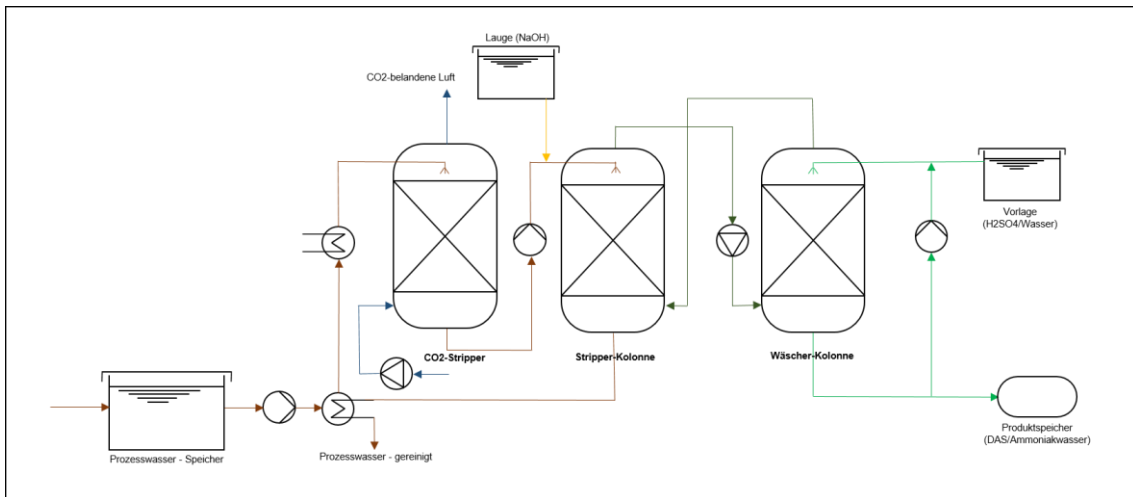 Lauge (NaOH)
CO2-belandene Luft
Vorlage
(H2SO4/Wasser)
CO2-Stripper
Stripper-Kolonne
Wäscher-Kolonne
Prozesswasser - Speicher
Prozesswasser - gereinigt
Produktspeicher
(DAS/Ammoniakwasser)